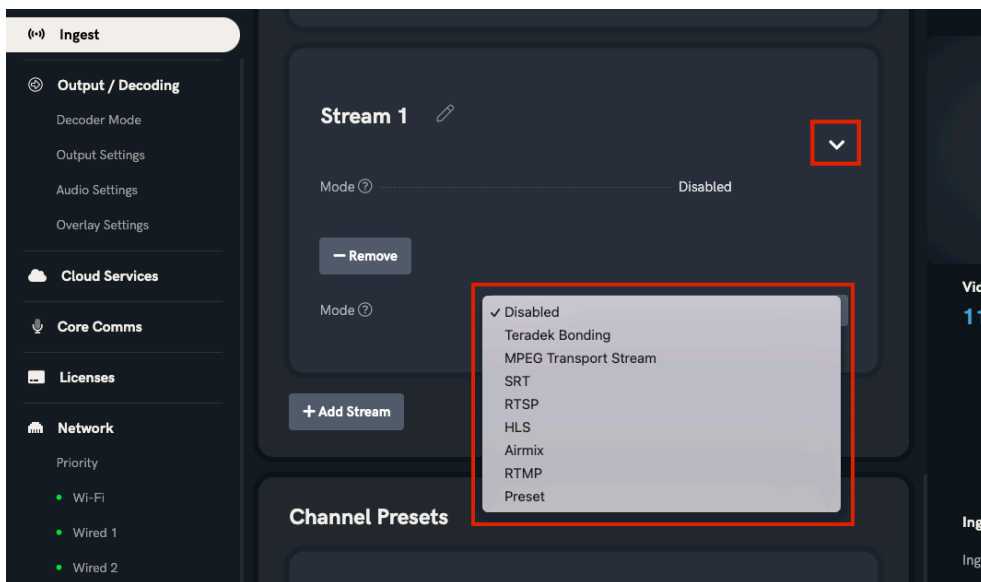 Ingest
Output / Decoding
Decoder Mode
Output Settings
Audio Settings
Overlay Settings
Cloud Services
Core Comms
Licenses
Network
Priority
Wi-Fi
Wired 1
Wired 2
Stream 1
Mode ? Disabled
Remove
Mode ?
✓ Disabled
Teradek Bonding
MPEG Transport Stream
SRT
RTSP
HLS
Airmix
RTMP
Preset
+ Add Stream
Channel Presets